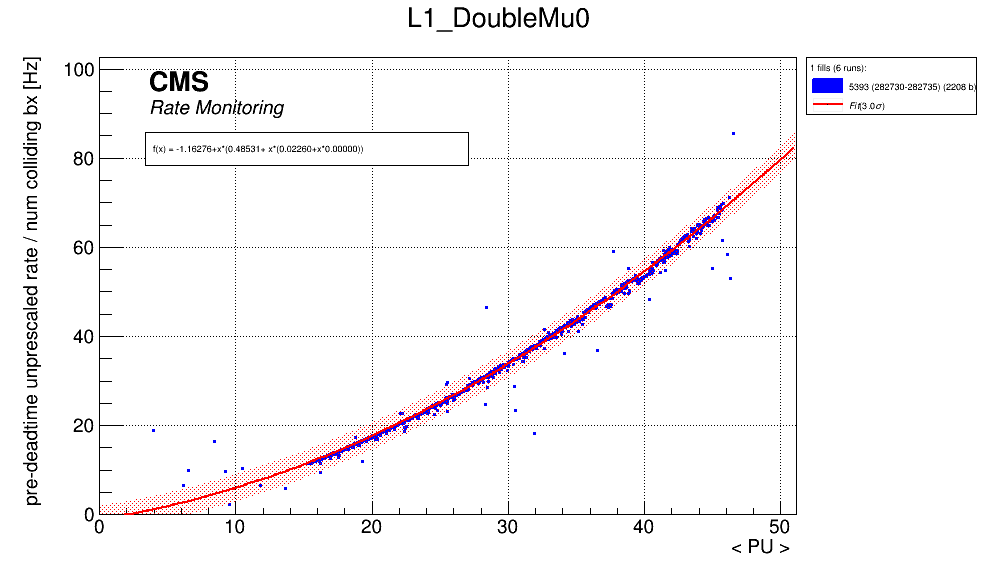 L1_DoubleMu0
pre-deadtime unprescaled rate / num colliding bx [Hz]
100
80
60
40
20
0
CMS
Rate Monitoring
f(x) = -1.16276+x*(0.48531+ x*(0.02260+x*0.00000))
1 fills (6 runs):
5393 (282730-282735) (2208 b)
Fit(3.0σ)
0 10 20 30 40 50
< PU >